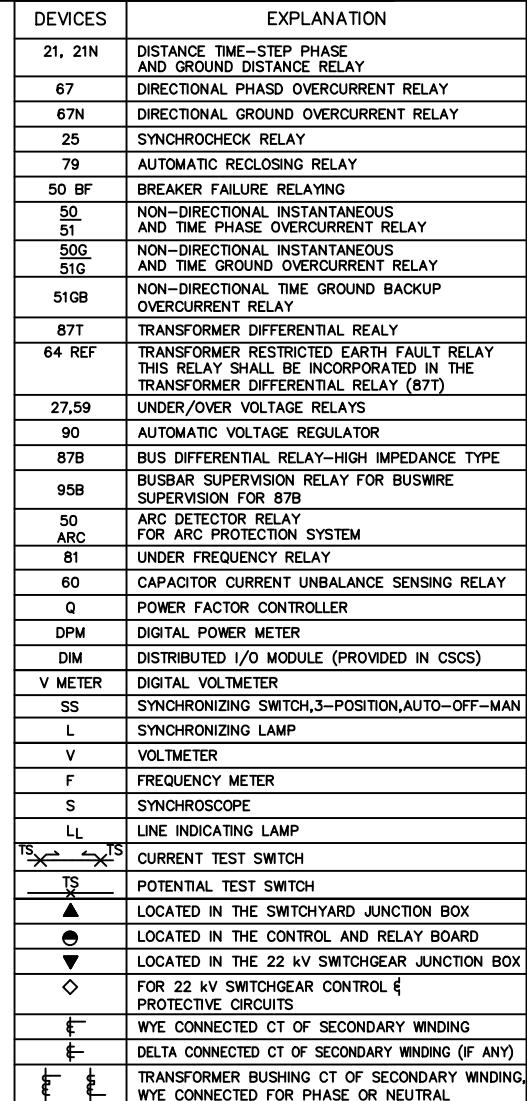 DEVICES EXPLANATION
21, 21N DISTANCE TIME-STEP PHASE
AND GROUND DISTANCE RELAY
67 DIRECTIONAL PHASD OVERCURRENT RELAY
67N DIRECTIONAL GROUND OVERCURRENT RELAY
25 SYNCHROCHECK RELAY
79 AUTOMATIC RECLOSING RELAY
50 BF BREAKER FAILURE RELAYING
50 NON-DIRECTIONAL INSTANTANEOUS
51 AND TIME PHASE OVERCURRENT RELAY
50G NON-DIRECTIONAL INSTANTANEOUS
51G AND TIME GROUND OVERCURRENT RELAY
51GB NON-DIRECTIONAL TIME GROUND BACKUP
OVERCURRENT RELAY
87T TRANSFORMER DIFFERENTIAL REALY
64 REF TRANSFORMER RESTRICTED EARTH FAULT RELAY
THIS RELAY SHALL BE INCORPORATED IN THE
TRANSFORMER DIFFERENTIAL RELAY (87T)
27,59 UNDER/OVER VOLTAGE RELAYS
90 AUTOMATIC VOLTAGE REGULATOR
87B BUS DIFFERENTIAL RELAY-HIGH IMPEDANCE TYPE
95B BUSBAR SUPERVISION RELAY FOR BUSWIRE
SUPERVISION FOR 87B
50 ARC DETECTOR RELAY
ARC FOR ARC PROTECTION SYSTEM
81 UNDER FREQUENCY RELAY
60 CAPACITOR CURRENT UNBALANCE SENSING RELAY
Q POWER FACTOR CONTROLLER
DPM DIGITAL POWER METER
DIM DISTRIBUTED I/O MODULE (PROVIDED IN CSCS)
V METER DIGITAL VOLTMETER
SS SYNCHRONIZING SWITCH,3-POSITION,AUTO-OFF-MAN
L SYNCHRONIZING LAMP
V VOLTMETER
F FREQUENCY METER
S SYNCHROSCOPE
LL LINE INDICATING LAMP
TS TS CURRENT TEST SWITCH
TS POTENTIAL TEST SWITCH
LOCATED IN THE SWITCHYARD JUNCTION BOX
LOCATED IN THE CONTROL AND RELAY BOARD
LOCATED IN THE 22 kV SWITCHGEAR JUNCTION BOX
FOR 22 kV SWITCHGEAR CONTROL &
PROTECTIVE CIRCUITS
WYE CONNECTED CT OF SECONDARY WINDING
DELTA CONNECTED CT OF SECONDARY WINDING (IF ANY)
TRANSFORMER BUSHING CT OF SECONDARY WINDING,
WYE CONNECTED FOR PHASE OR NEUTRAL